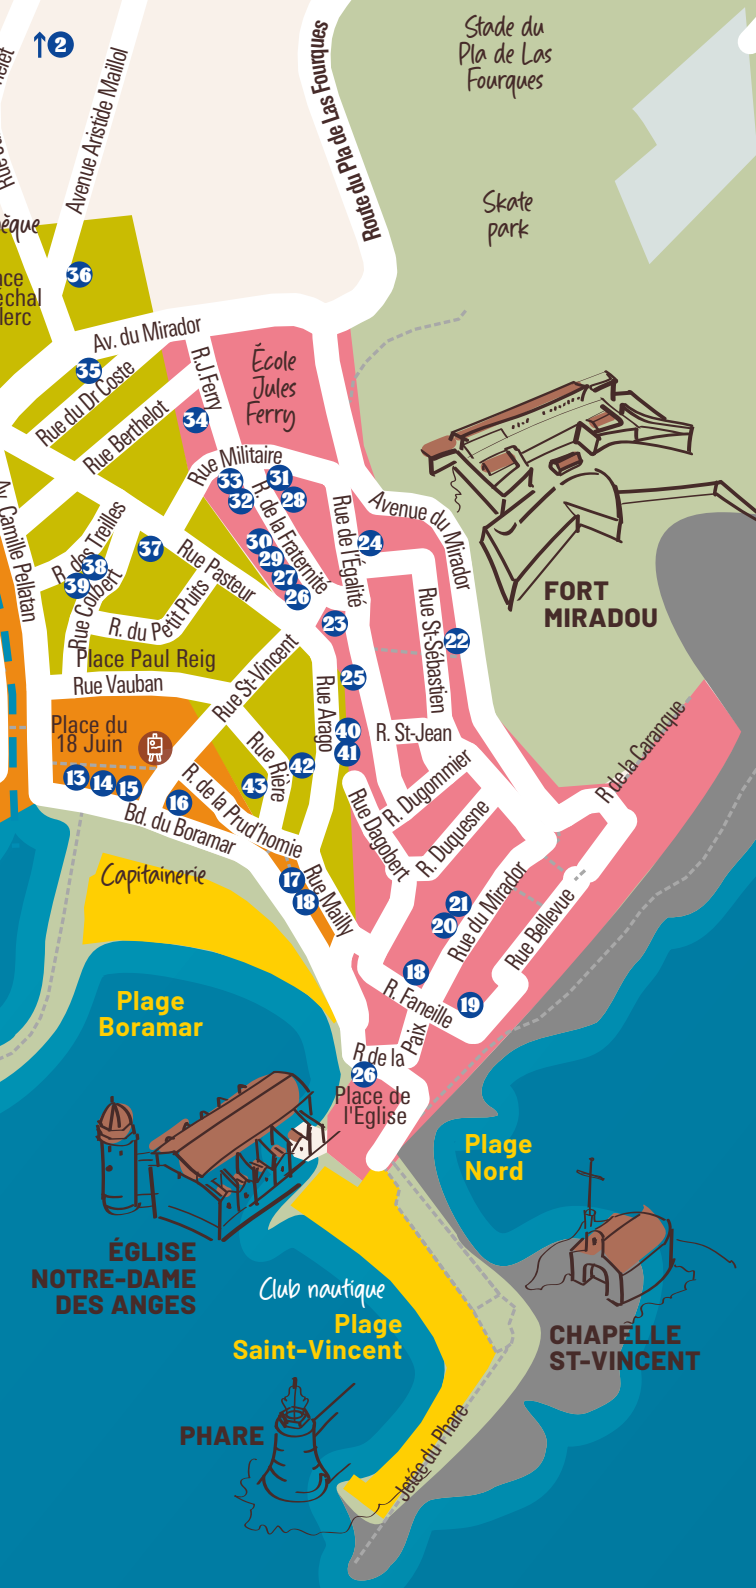 ↑2
Avenue Aristide Maillol
Route du Pla de Las Fourques
Stade du
Pla de Las
Fourques
Skate
park
36
Av. du Mirador
35
Rue du Dr Coste
Rue Berthelot
R.J.Ferry
École
Jules
Ferry
34
Rue Militaire
33
31
32
28
R. de la Fraternité
30
29
27
26
Rue de l'Égalité
24
Avenue du Mirador
FORT
MIRADOU
Av. Camille Pelletan
R. des Treilles
37
38
39
Rue Colbert
Rue Pasteur
R. du Petit Puits
Place Paul Reig
Rue Vauban
Rue St-Vincent
23
Rue St-Sébastien
22
25
Rue Arago
40
41
R. St-Jean
Place du
18 Juin
13
14
15
16
Bd. du Boramar
R. de la Prud'homie
Rue Rière
42
43
R. Dugommier
Rue Dagobert
R. Duquesne
R de la Caranque
Capitainerie
17
18
Rue Mailly
21
20
Rue du Mirador
Rue Bellevue
18
R. Faneille
19
Plage
Boramar
R de la Paix
26
Place de
l'Eglise
Plage
Nord
ÉGLISE
NOTRE-DAME
DES ANGES
Club nautique
Plage
Saint-Vincent
CHAPELLE
ST-VINCENT
PHARE
Jetée du Phare